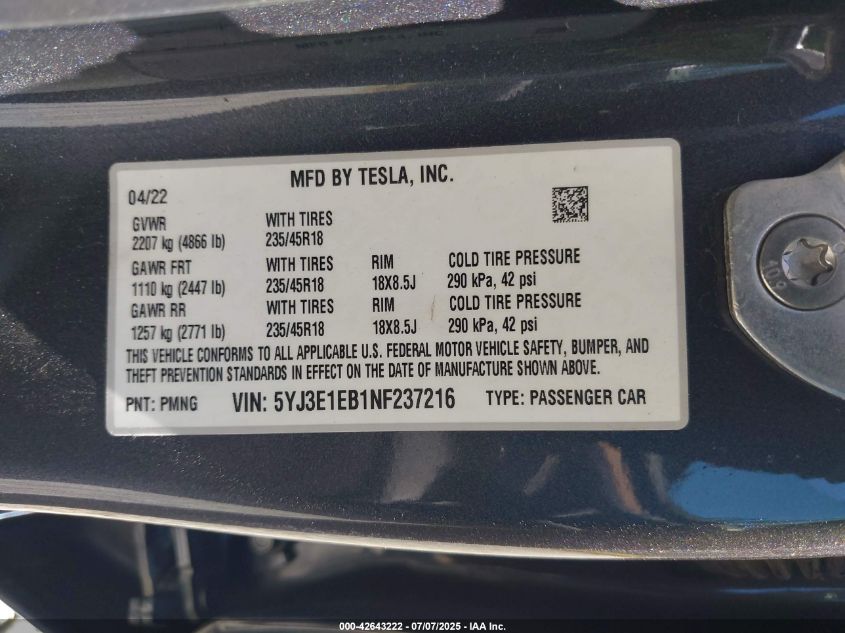 MFD BY TESLA, INC.
04/22
GVWR WITH TIRES
2207 kg (4866 lb) 235/45R18
GAWR FRT WITH TIRES RIM COLD TIRE PRESSURE
1110 kg (2447 lb) 235/45R18 18X8.5J 290 kPa, 42 psi
GAWR RR WITH TIRES RIM COLD TIRE PRESSURE
1257 kg (2771 lb) 235/45R18 18X8.5J 290 kPa, 42 psi
THIS VEHICLE CONFORMS TO ALL APPLICABLE U.S. FEDERAL MOTOR VEHICLE SAFETY, BUMPER, AND
THEFT PREVENTION STANDARDS IN EFFECT ON THE DATE OF MANUFACTURE SHOWN ABOVE.
PNT: PMNG VIN: 5YJ3E1EB1NF237216 TYPE: PASSENGER CAR
000-42643222 / 07/07/2025 - IAA Inc.